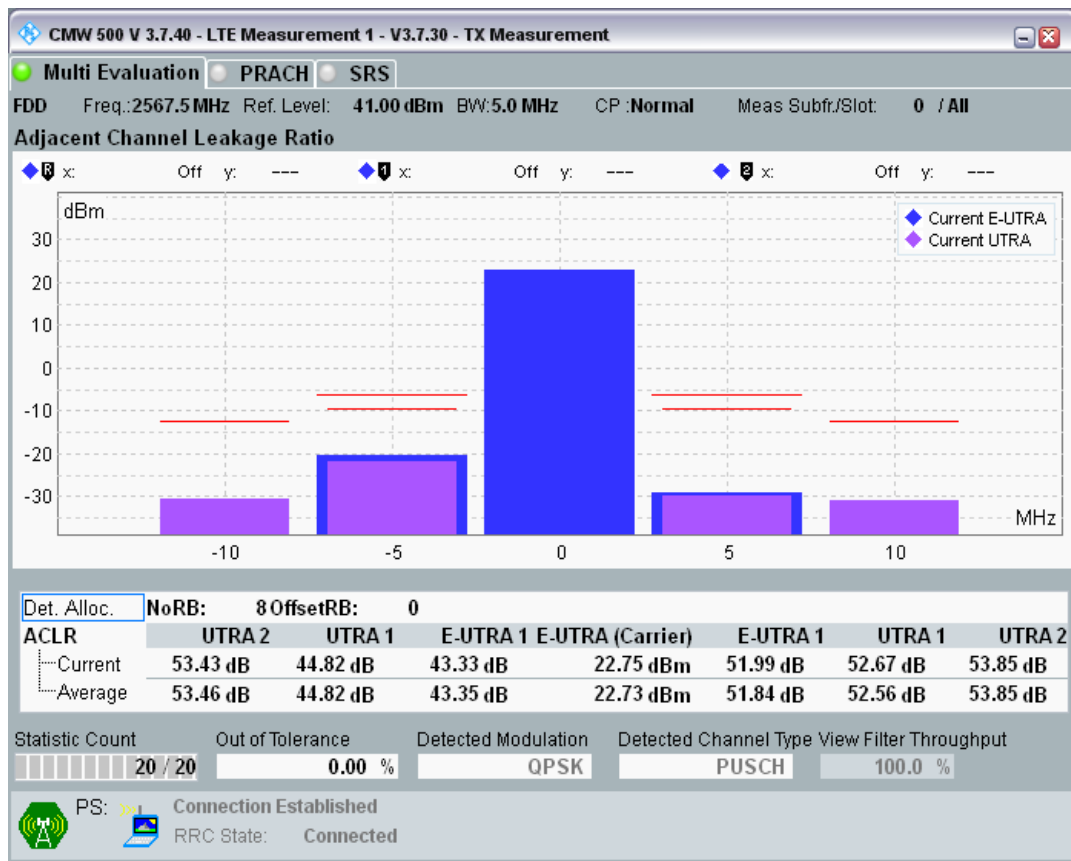 CMW 500 V 3.7.40 - LTE Measurement 1 - V3.7.30 - TX Measurement
Multi Evaluation PRACH SRS
FDD Freq.:2567.5 MHz Ref. Level: 41.00 dBm BW:5.0 MHz CP :Normal Meas Subfr./Slot: 0 / All
Adjacent Channel Leakage Ratio
R x: Off y: --- 1 x: Off y: --- 2 x: Off y: ---
dBm
Current E-UTRA
Current UTRA
30
20
10
0
-10
-20
-30
MHz
-10 -5 0 5 10
Det. Alloc. NoRB: 8 OffsetRB: 0
ACLR UTRA 2 UTRA 1 E-UTRA 1 E-UTRA (Carrier) E-UTRA 1 UTRA 1 UTRA 2
Current 53.43 dB 44.82 dB 43.33 dB 22.75 dBm 51.99 dB 52.67 dB 53.85 dB
Average 53.46 dB 44.82 dB 43.35 dB 22.73 dBm 51.84 dB 52.56 dB 53.85 dB
Statistic Count Out of Tolerance Detected Modulation Detected Channel Type View Filter Throughput
20 / 20 0.00 % QPSK PUSCH 100.0 %
PS: Connection Established
RRC State: Connected